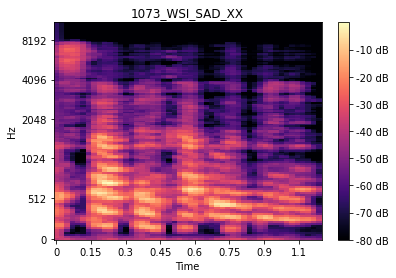 1073_WSI_SAD_XX
8192
4096
2048
1024
512
0
Hz
0
0.15
0.3
0.45
0.6
0.75
0.9
1.1
Time
-10 dB
-20 dB
-30 dB
-40 dB
-50 dB
-60 dB
-70 dB
-80 dB